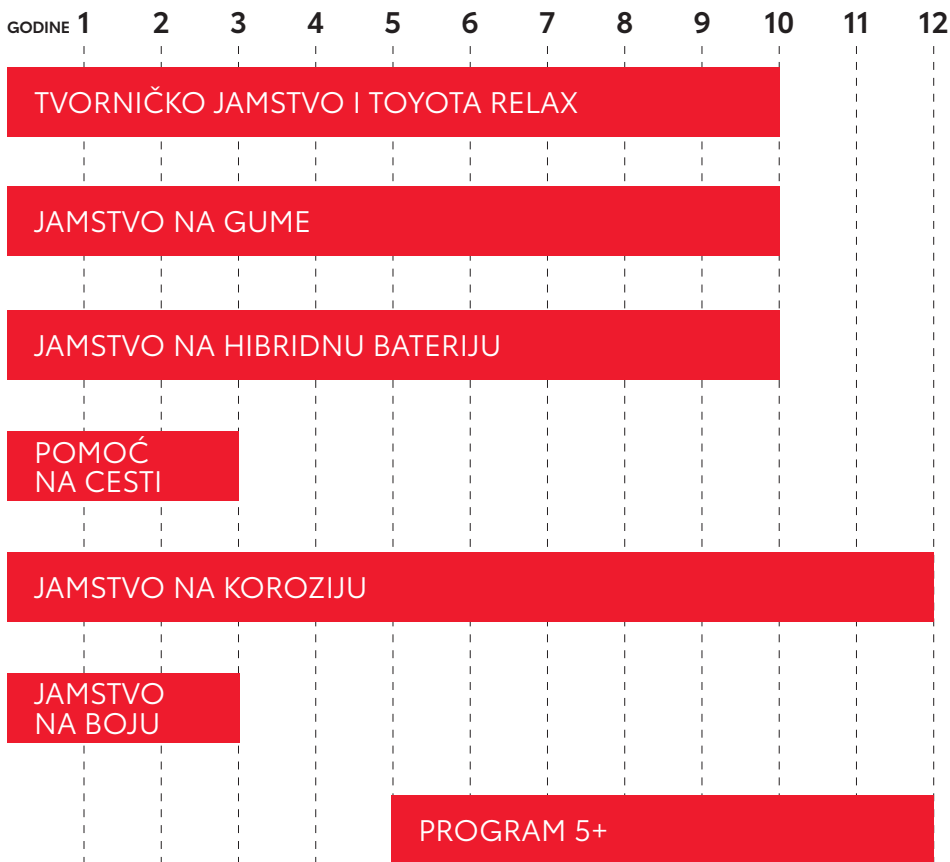 GODINE 1 2 3 4 5 6 7 8 9 10 11 12
TVORNIČKO JAMSTVO I TOYOTA RELAX
JAMSTVO NA GUME
JAMSTVO NA HIBRIDNU BATERIJU
POMOĆ
NA CESTI
JAMSTVO NA KOROZIJU
JAMSTVO
NA BOJU
PROGRAM 5+